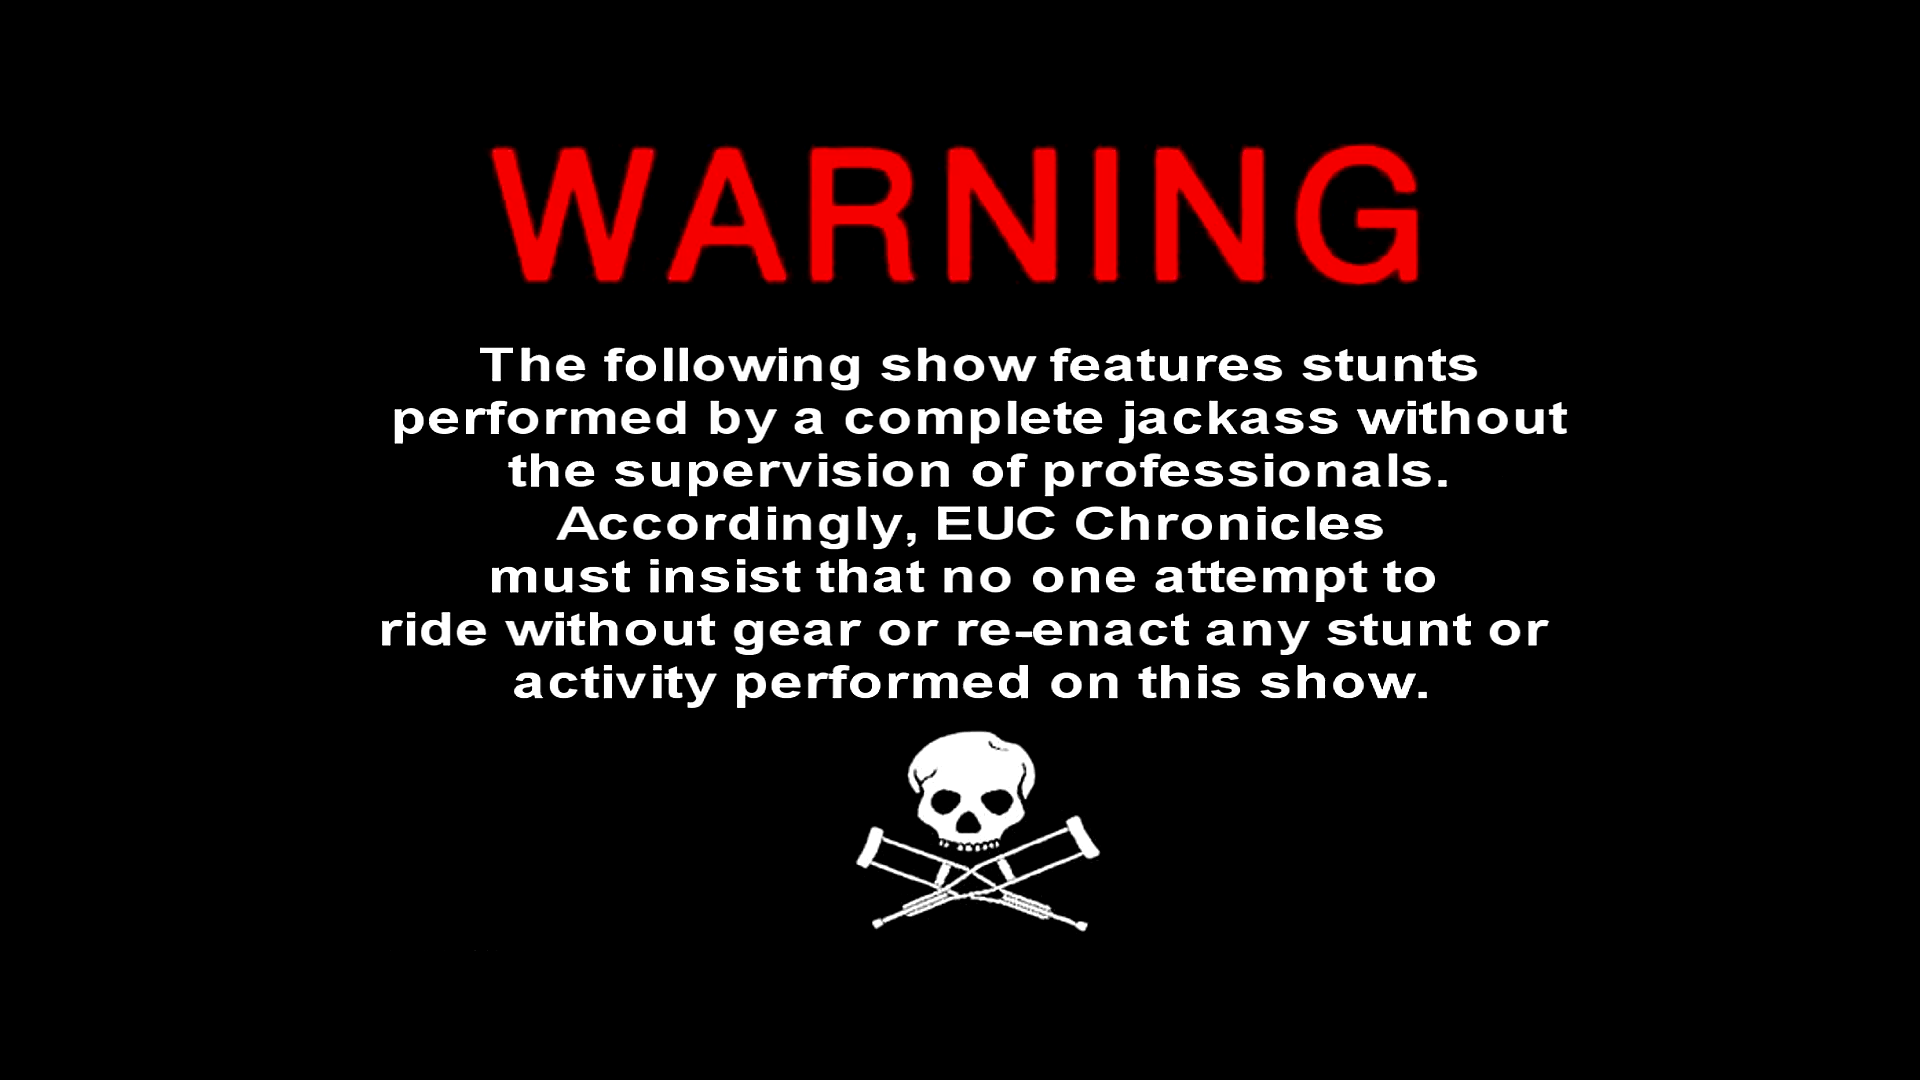 WARNING
The following show features stunts
performed by a complete jackass without
the supervision of professionals.
Accordingly, EUC Chronicles
must insist that no one attempt to
ride without gear or re-enact any stunt or
activity performed on this show.